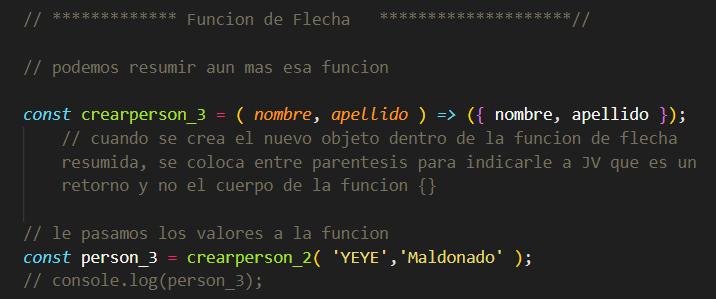 // ************* Funcion de Flecha   ********************//
// podemos resumir aun mas esa funcion
const crearperson_3 = ( nombre, apellido ) => ({ nombre, apellido });
// cuando se crea el nuevo objeto dentro de la funcion de flecha
resumida, se coloca entre parentesis para indicarle a JV que es un
retorno y no el cuerpo de la funcion {}
// le pasamos los valores a la funcion
const person_3 = crearperson_2( 'YEYE','Maldonado' );
// console.log(person_3);